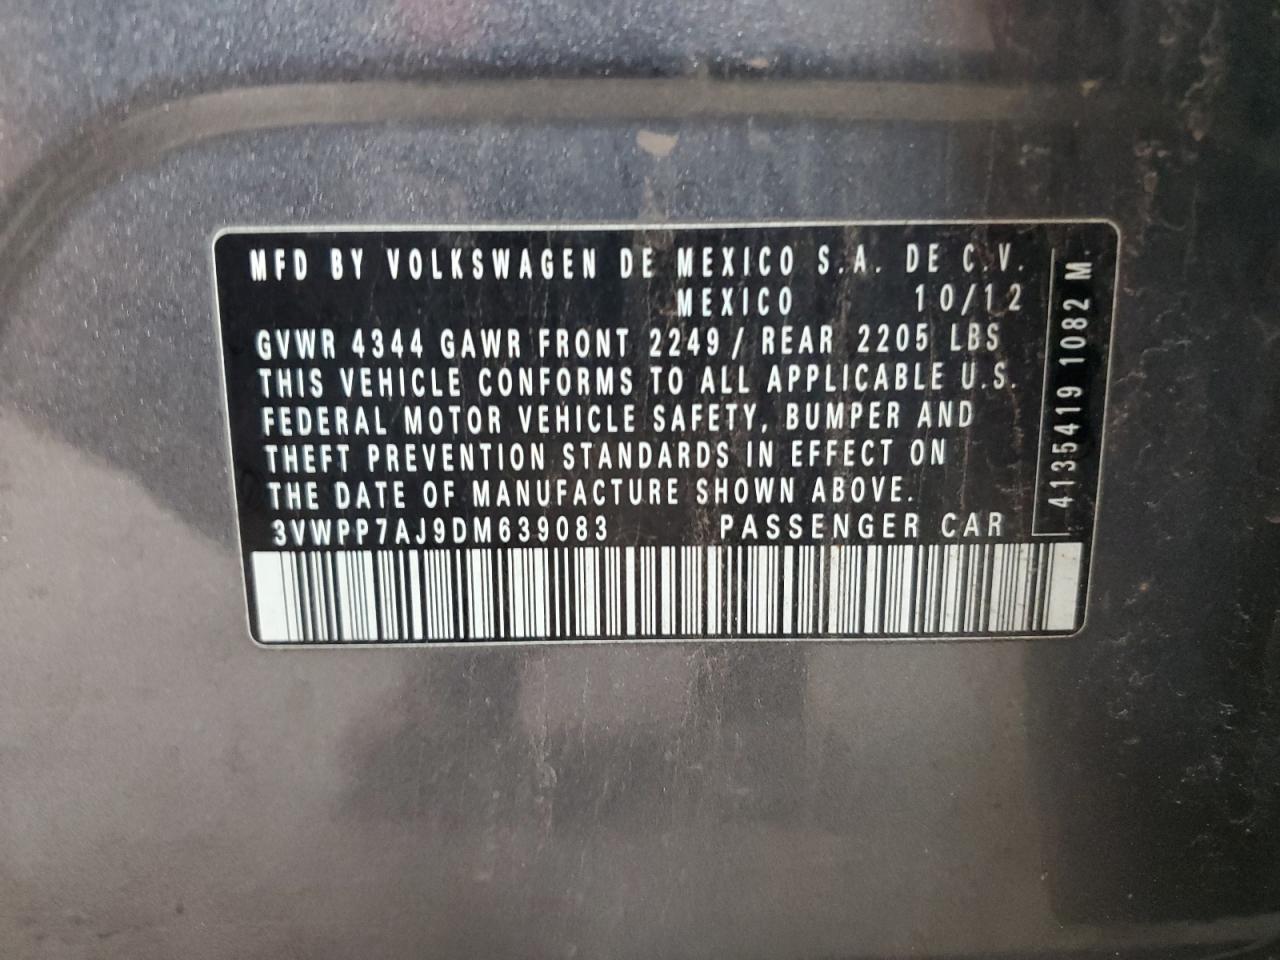 MFD BY VOLKSWAGEN DE MEXICO S.A. DE C.V.
MEXICO 10/12
GVWR 4344 GAWR FRONT 2249 / REAR 2205 LBS
THIS VEHICLE CONFORMS TO ALL APPLICABLE U.S.
FEDERAL MOTOR VEHICLE SAFETY, BUMPER AND
THEFT PREVENTION STANDARDS IN EFFECT ON
THE DATE OF MANUFACTURE SHOWN ABOVE.
3VWPP7AJ9DM639083 PASSENGER CAR
4135419 1082 M